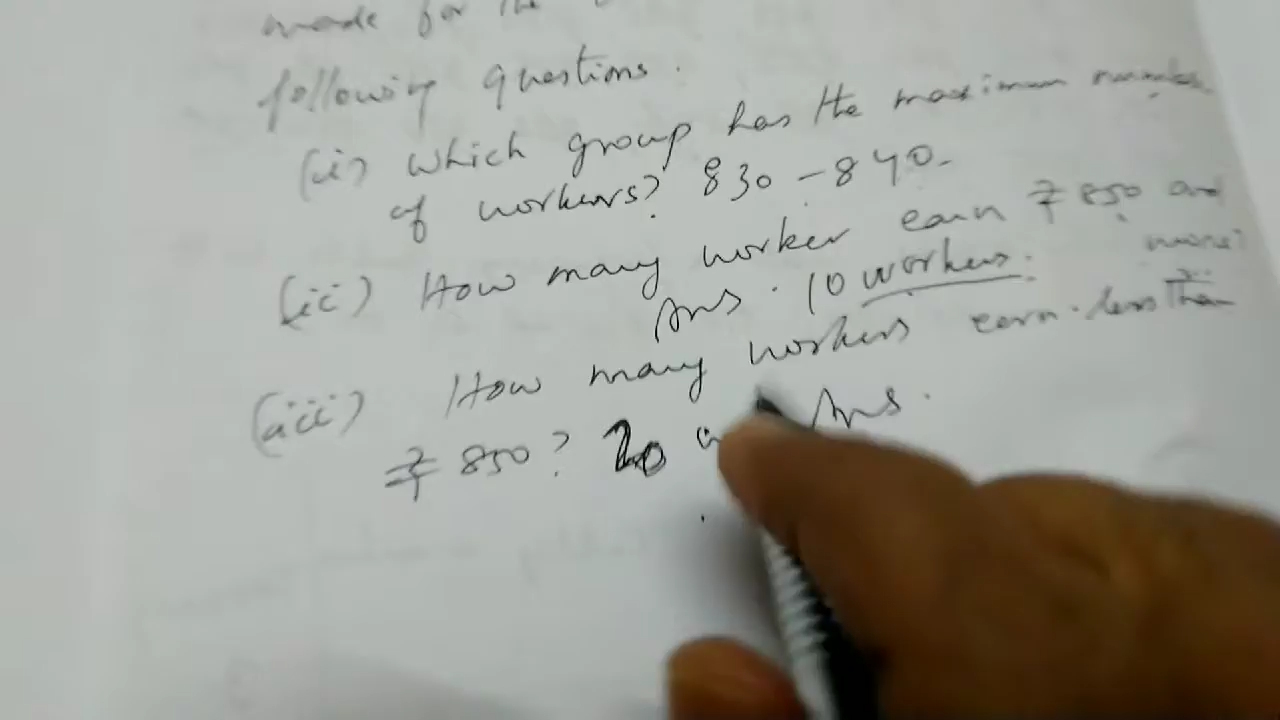 made for the
following questions.
(i) Which group has the maximum number
of workers? 830 - 840.
(ii) How many worker earn ₹ 850 and
more?
Ans. 10 workers.
(iii) How many workers earn less than
₹ 850? 20 Ans.